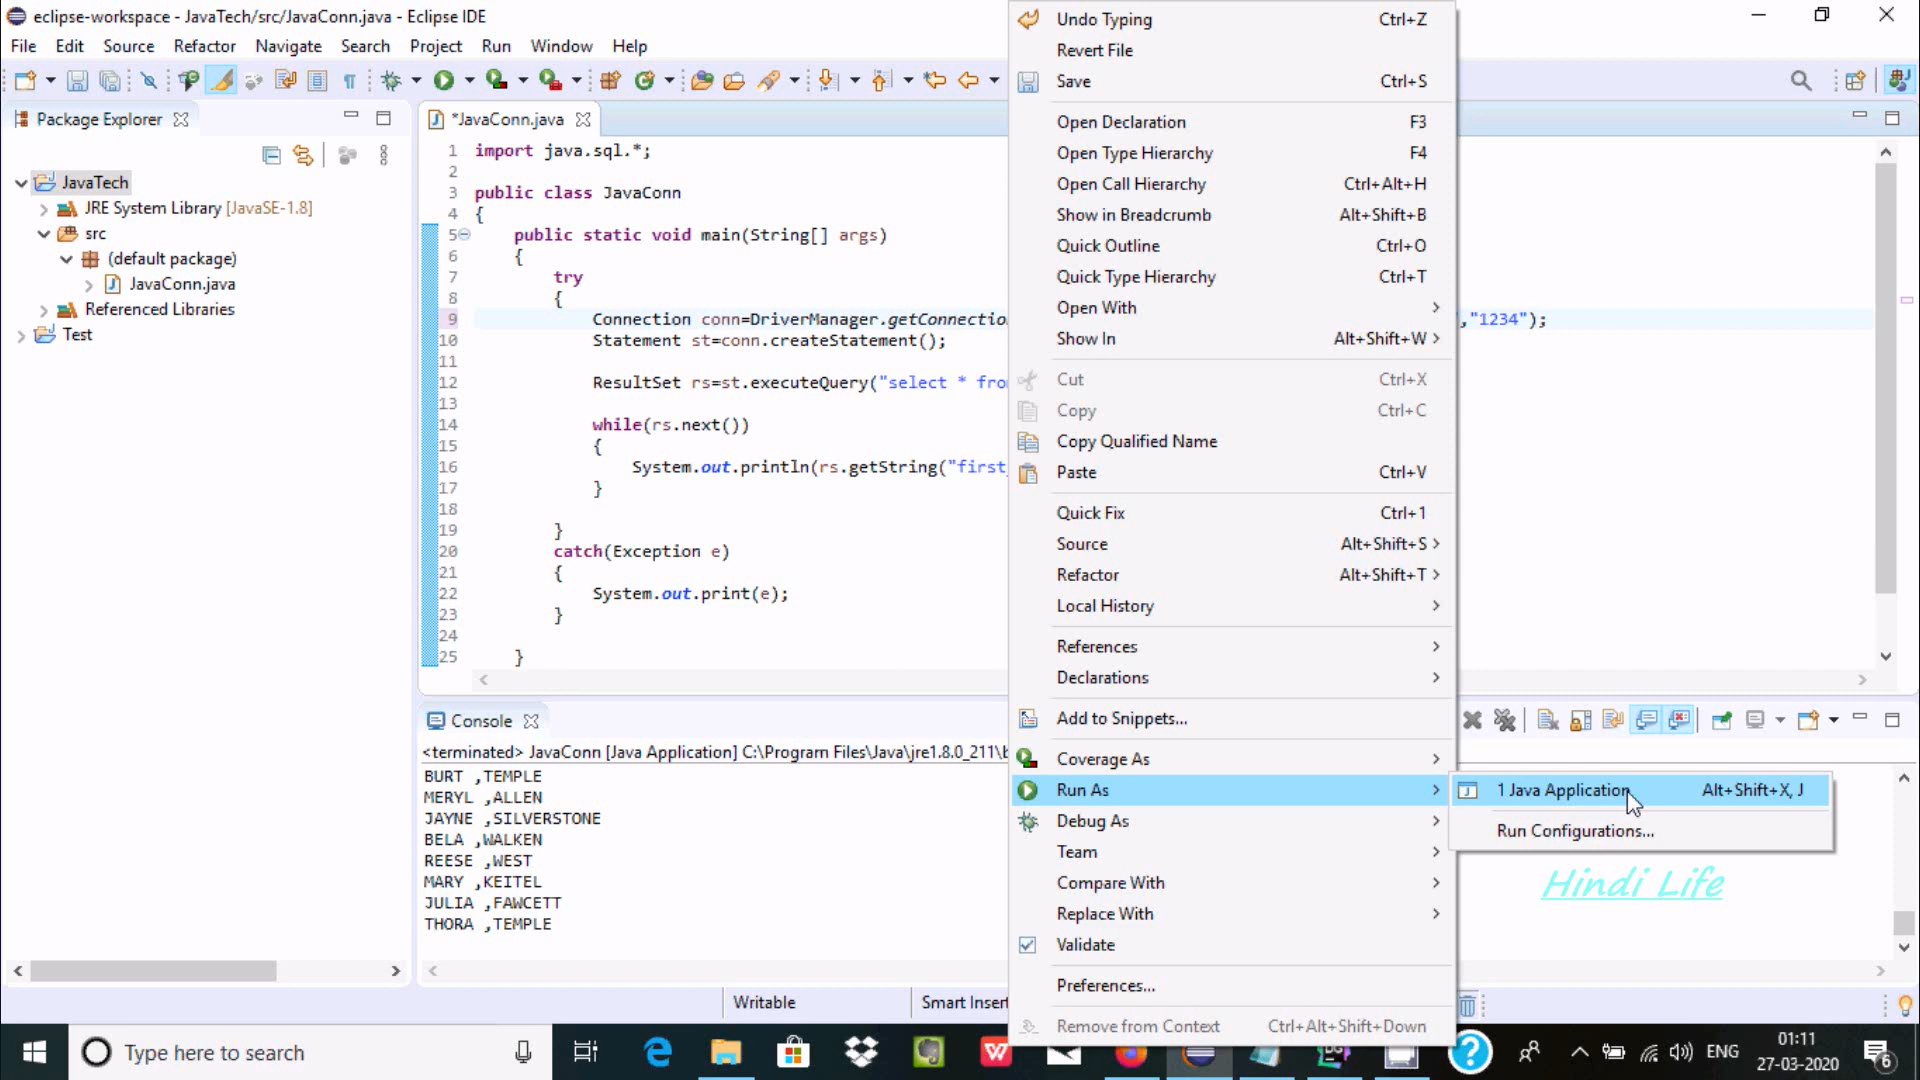 eclipse-workspace - JavaTech/src/JavaConn.java - Eclipse IDE
File Edit Source Refactor Navigate Search Project Run Window Help
Package Explorer
JavaTech
JRE System Library [JavaSE-1.8]
src
(default package)
JavaConn.java
Referenced Libraries
Test
*JavaConn.java
1 import java.sql.*;
2
3 public class JavaConn
4 {
5 public static void main(String[] args)
6 {
7 try
8 {
9 Connection conn=DriverManager.getConnectio ,"1234");
10 Statement st=conn.createStatement();
11
12 ResultSet rs=st.executeQuery("select * fro
13
14 while(rs.next())
15 {
16 System.out.println(rs.getString("first_
17 }
18
19 }
20 catch(Exception e)
21 {
22 System.out.print(e);
23 }
24
25 }
Console
<terminated> JavaConn [Java Application] C:\Program Files\Java\jre1.8.0_211\b
BURT ,TEMPLE
MERYL ,ALLEN
JAYNE ,SILVERSTONE
BELA ,WALKEN
REESE ,WEST
MARY ,KEITEL
JULIA ,FAWCETT
THORA ,TEMPLE
Writable
Smart Insert
Undo Typing Ctrl+Z
Revert File
Save Ctrl+S
Open Declaration F3
Open Type Hierarchy F4
Open Call Hierarchy Ctrl+Alt+H
Show in Breadcrumb Alt+Shift+B
Quick Outline Ctrl+O
Quick Type Hierarchy Ctrl+T
Open With
Show In Alt+Shift+W
Cut Ctrl+X
Copy Ctrl+C
Copy Qualified Name
Paste Ctrl+V
Quick Fix Ctrl+1
Source Alt+Shift+S
Refactor Alt+Shift+T
Local History
References
Declarations
Add to Snippets...
Coverage As
Run As
Debug As
Team
Compare With
Replace With
Validate
Preferences...
Remove from Context Ctrl+Alt+Shift+Down
1 Java Application Alt+Shift+X, J
Run Configurations...
Hindi Life
Type here to search
ENG
01:11
27-03-2020
6